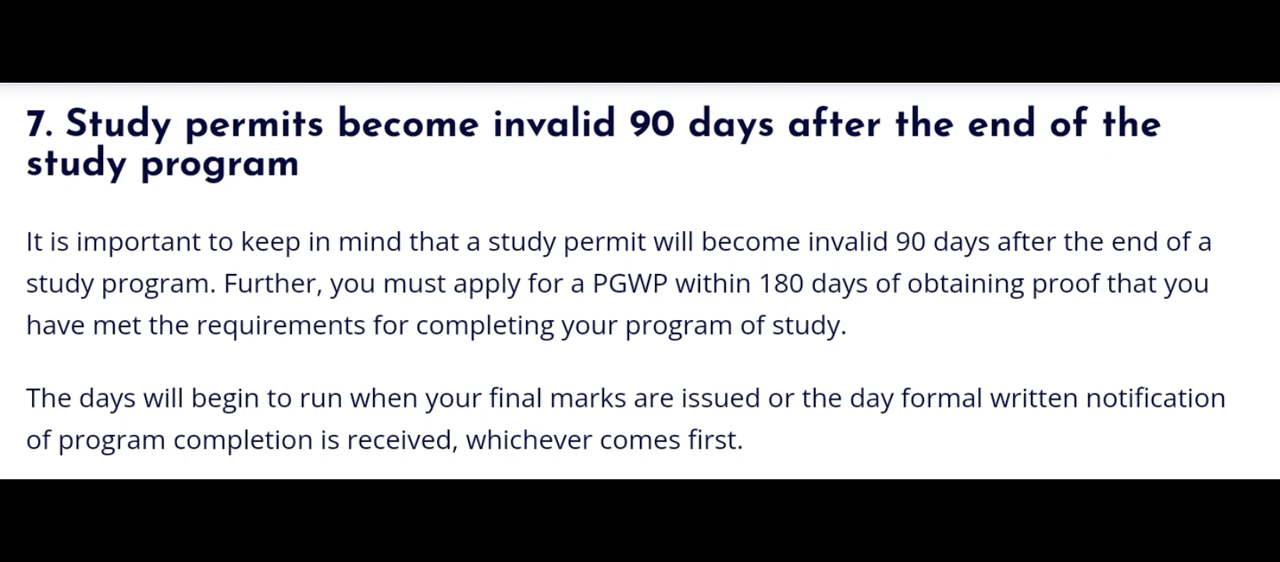 7. Study permits become invalid 90 days after the end of the
study program
It is important to keep in mind that a study permit will become invalid 90 days after the end of a
study program. Further, you must apply for a PGWP within 180 days of obtaining proof that you
have met the requirements for completing your program of study.
The days will begin to run when your final marks are issued or the day formal written notification
of program completion is received, whichever comes first.